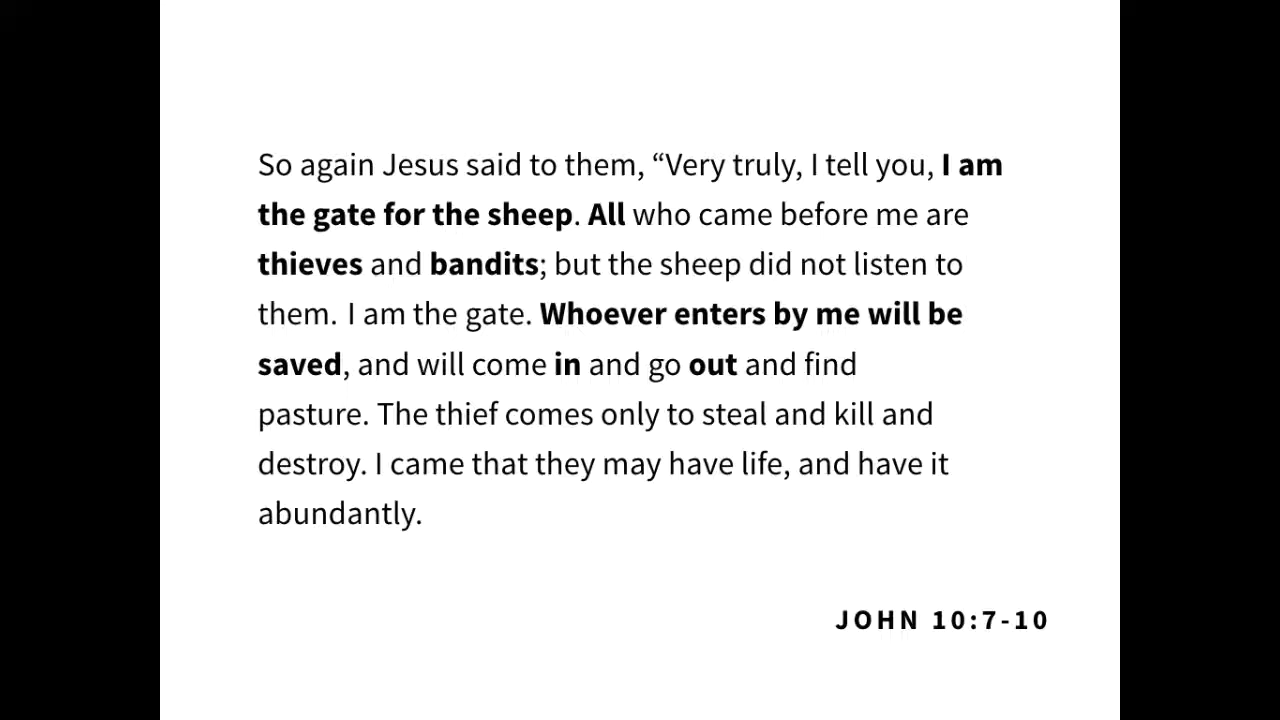 So again Jesus said to them, “Very truly, I tell you, I am
the gate for the sheep. All who came before me are
thieves and bandits; but the sheep did not listen to
them. I am the gate. Whoever enters by me will be
saved, and will come in and go out and find
pasture. The thief comes only to steal and kill and
destroy. I came that they may have life, and have it
abundantly.
JOHN 10:7-10